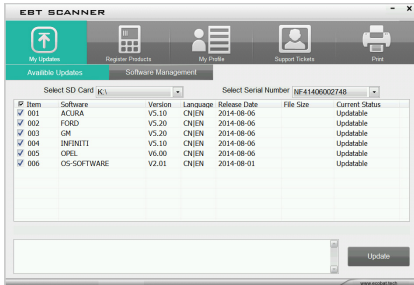 EBT SCANNER
My Updates Register Products My Profile Support Tickets Print
Availible Updates Software Management
Select SD Card K:\ Select Serial Number NF41406002748
Item Software Version Language Release Date File Size Current Status
001 ACURA V5.10 CN|EN 2014-08-06 Updatable
002 FORD V5.20 CN|EN 2014-08-06 Updatable
003 GM V5.20 CN|EN 2014-08-06 Updatable
004 INFINITI V5.10 CN|EN 2014-08-06 Updatable
005 OPEL V6.00 CN|EN 2014-08-06 Updatable
006 OS-SOFTWARE V2.01 CN|EN 2014-08-01 Updatable
Update